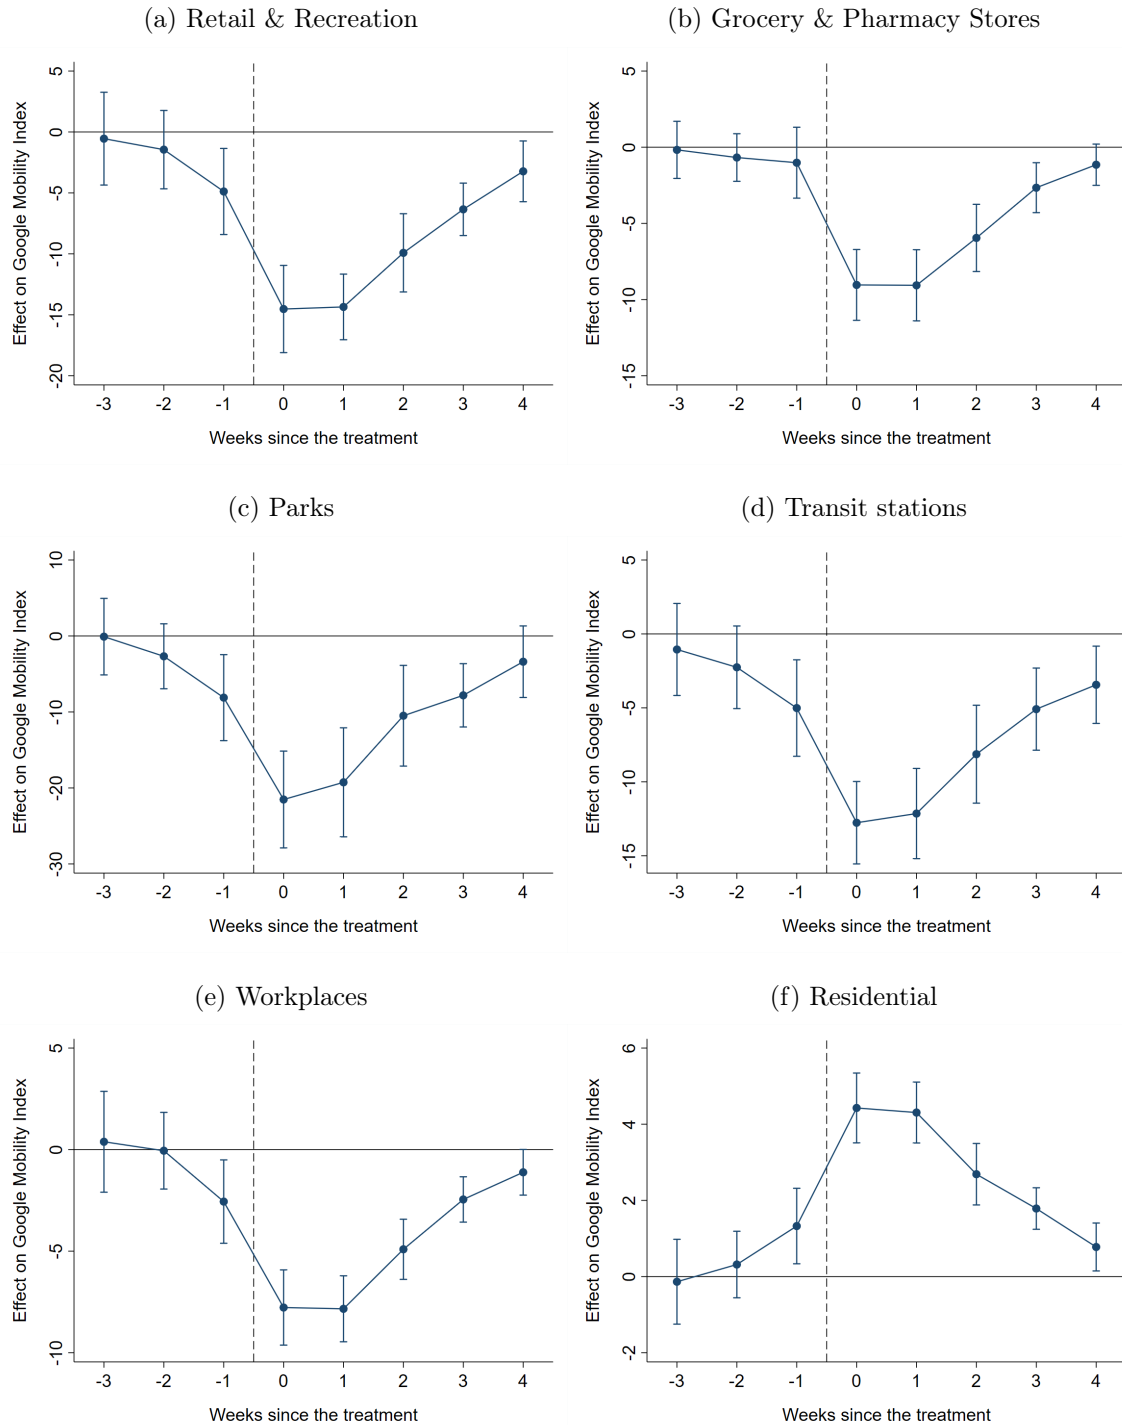 (a) Retail & Recreation
Effect on Google Mobility Index
5
0
-5
-10
-15
-20
-3 -2 -1 0 1 2 3 4
Weeks since the treatment
(b) Grocery & Pharmacy Stores
Effect on Google Mobility Index
5
0
-5
-10
-15
-3 -2 -1 0 1 2 3 4
Weeks since the treatment
(c) Parks
Effect on Google Mobility Index
10
0
-10
-20
-30
-3 -2 -1 0 1 2 3 4
Weeks since the treatment
(d) Transit stations
Effect on Google Mobility Index
5
0
-5
-10
-15
-3 -2 -1 0 1 2 3 4
Weeks since the treatment
(e) Workplaces
Effect on Google Mobility Index
5
0
-5
-10
-3 -2 -1 0 1 2 3 4
Weeks since the treatment
(f) Residential
Effect on Google Mobility Index
6
4
2
0
-2
-3 -2 -1 0 1 2 3 4
Weeks since the treatment